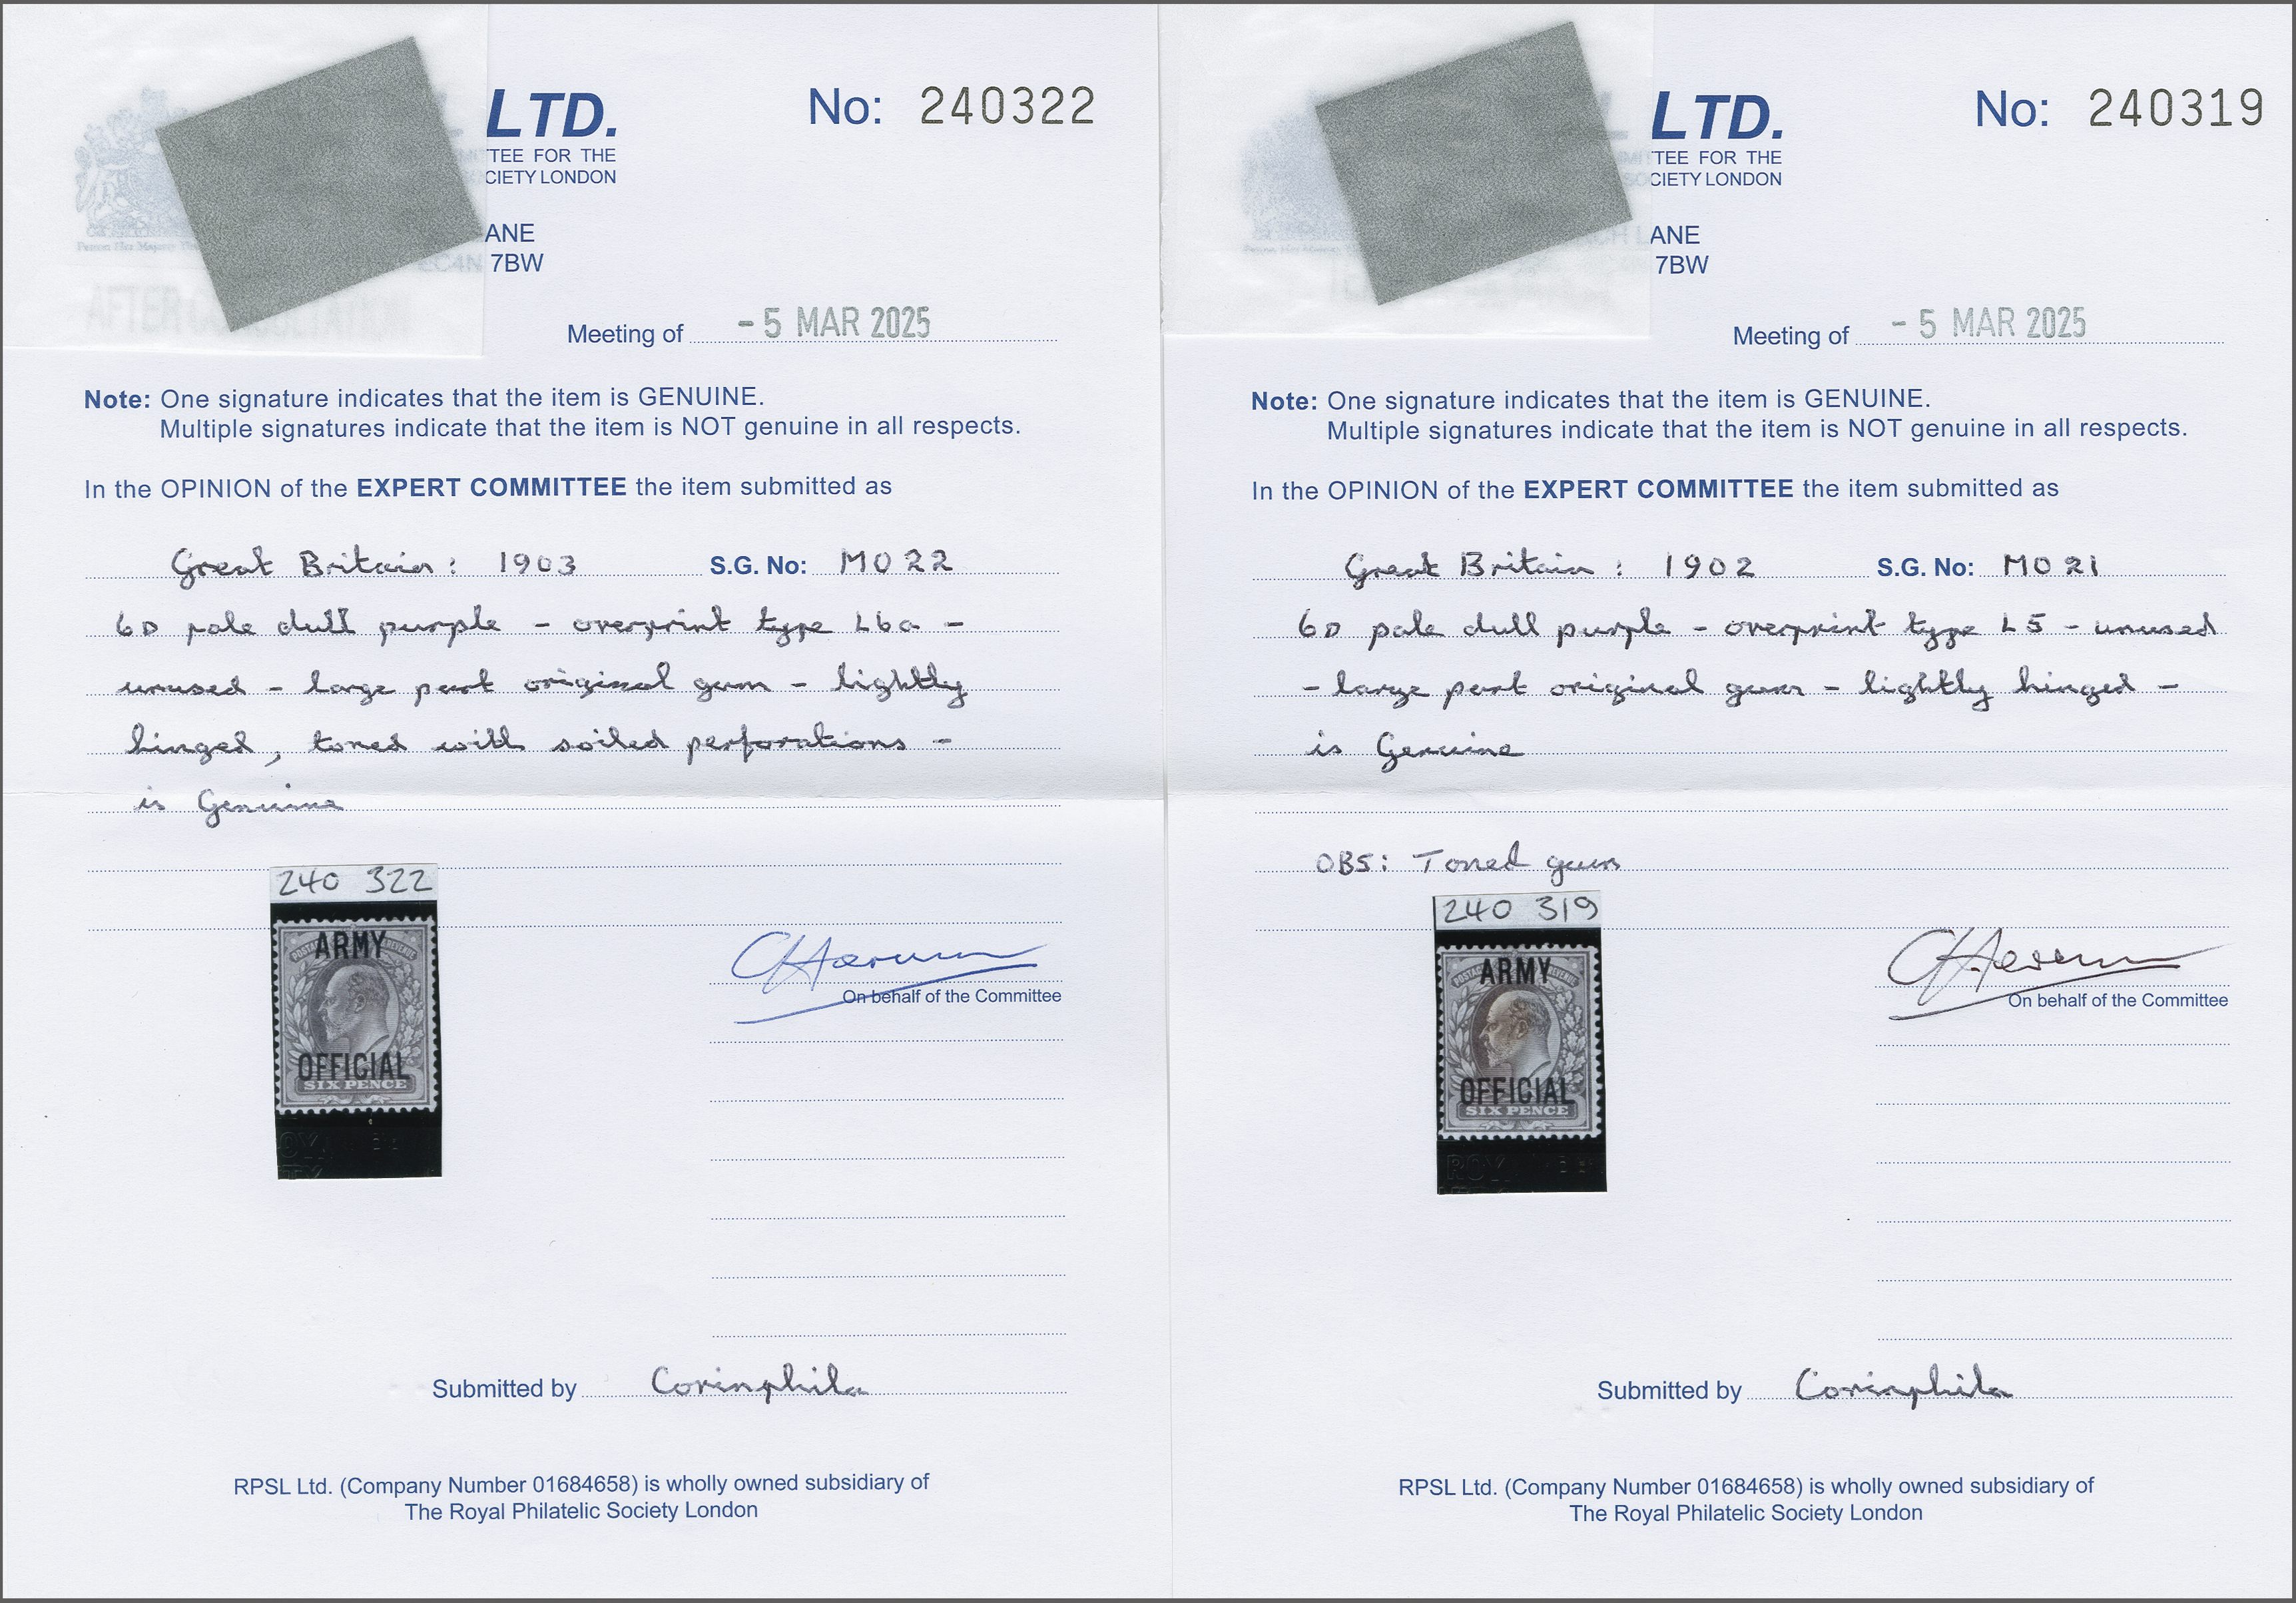 LTD.
No: 240322
TEE FOR THE
CIETY LONDON
ANE
EC4N 7BW
AFTER CONSULTATION
Meeting of - 5 MAR 2025
Note: One signature indicates that the item is GENUINE.
Multiple signatures indicate that the item is NOT genuine in all respects.
In the OPINION of the EXPERT COMMITTEE the item submitted as
Great Britain: 1903 S.G. No: MO22
6D pale dull purple - overprint type L6a -
unused - large part original gum - lightly
hinged, toned with soiled perforations -
is Genuine
240 322
ARMY
OFFICIAL
SIX PENCE
On behalf of the Committee
Submitted by Corinphila
RPSL Ltd. (Company Number 01684658) is wholly owned subsidiary of
The Royal Philatelic Society London
LTD.
No: 240319
TEE FOR THE
CIETY LONDON
ANE
7BW
Meeting of - 5 MAR 2025
Note: One signature indicates that the item is GENUINE.
Multiple signatures indicate that the item is NOT genuine in all respects.
In the OPINION of the EXPERT COMMITTEE the item submitted as
Great Britain: 1902 S.G. No: MO21
6D pale dull purple - overprint type L5 - unused
- large part original gum - lightly hinged -
is Genuine
OBS: Toned gum
240 319
POSTAGE REVENUE
ARMY
OFFICIAL
SIX PENCE
On behalf of the Committee
Submitted by Corinphila
RPSL Ltd. (Company Number 01684658) is wholly owned subsidiary of
The Royal Philatelic Society London